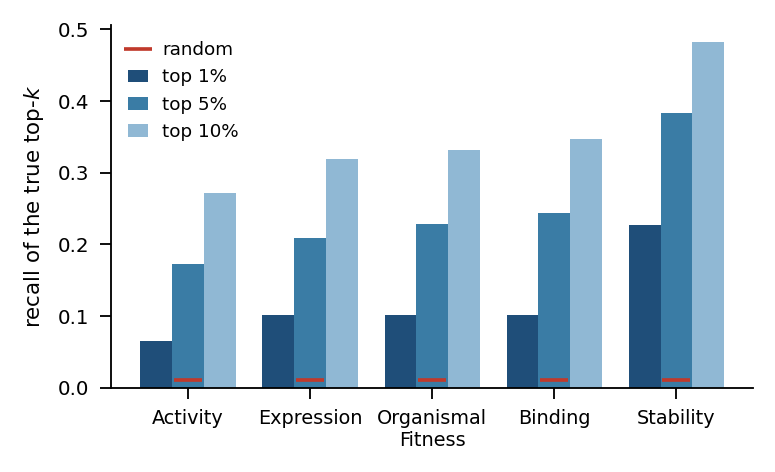 0.5
0.4
0.3
0.2
0.1
0.0
recall of the true top-k
random
top 1%
top 5%
top 10%
Activity
Expression
Organismal
Fitness
Binding
Stability